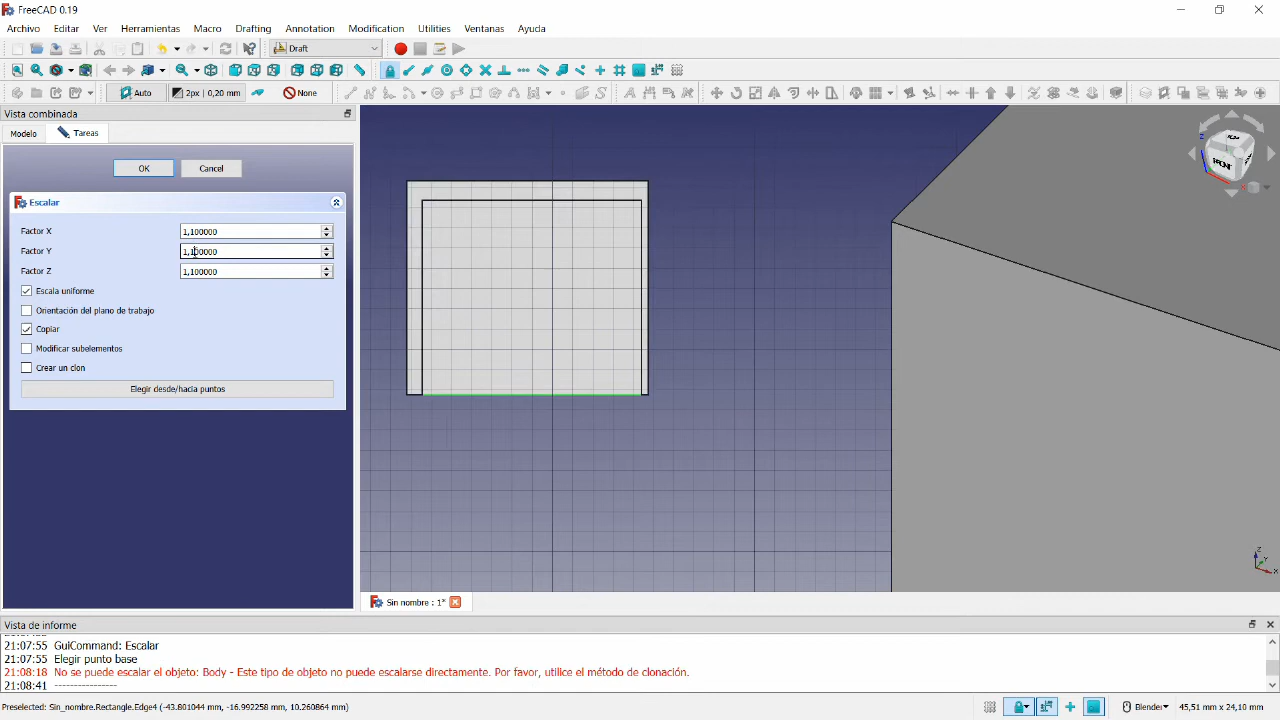 FreeCAD 0.19
Archivo Editar Ver Herramientas Macro Drafting Annotation Modification Utilities Ventanas Ayuda
Draft
Auto 2px | 0,20 mm None
Vista combinada
Modelo Tareas
OK Cancel
Escalar
Factor X 1,100000
Factor Y 1,100000
Factor Z 1,100000
Escala uniforme
Orientación del plano de trabajo
Copiar
Modificar subelementos
Crear un clon
Elegir desde/hacia puntos
TOP
FRONT
Z
X
Sin nombre : 1*
Vista de informe
21:07:55 GuiCommand: Escalar
21:07:55 Elegir punto base
21:08:18 No se puede escalar el objeto: Body - Este tipo de objeto no puede escalarse directamente. Por favor, utilice el método de clonación.
21:08:41 ----------------
Preselected: Sin_nombre.Rectangle.Edge4 (-43.801044 mm, -16.992258 mm, 10.260864 mm) Blender 45,51 mm x 24,10 mm